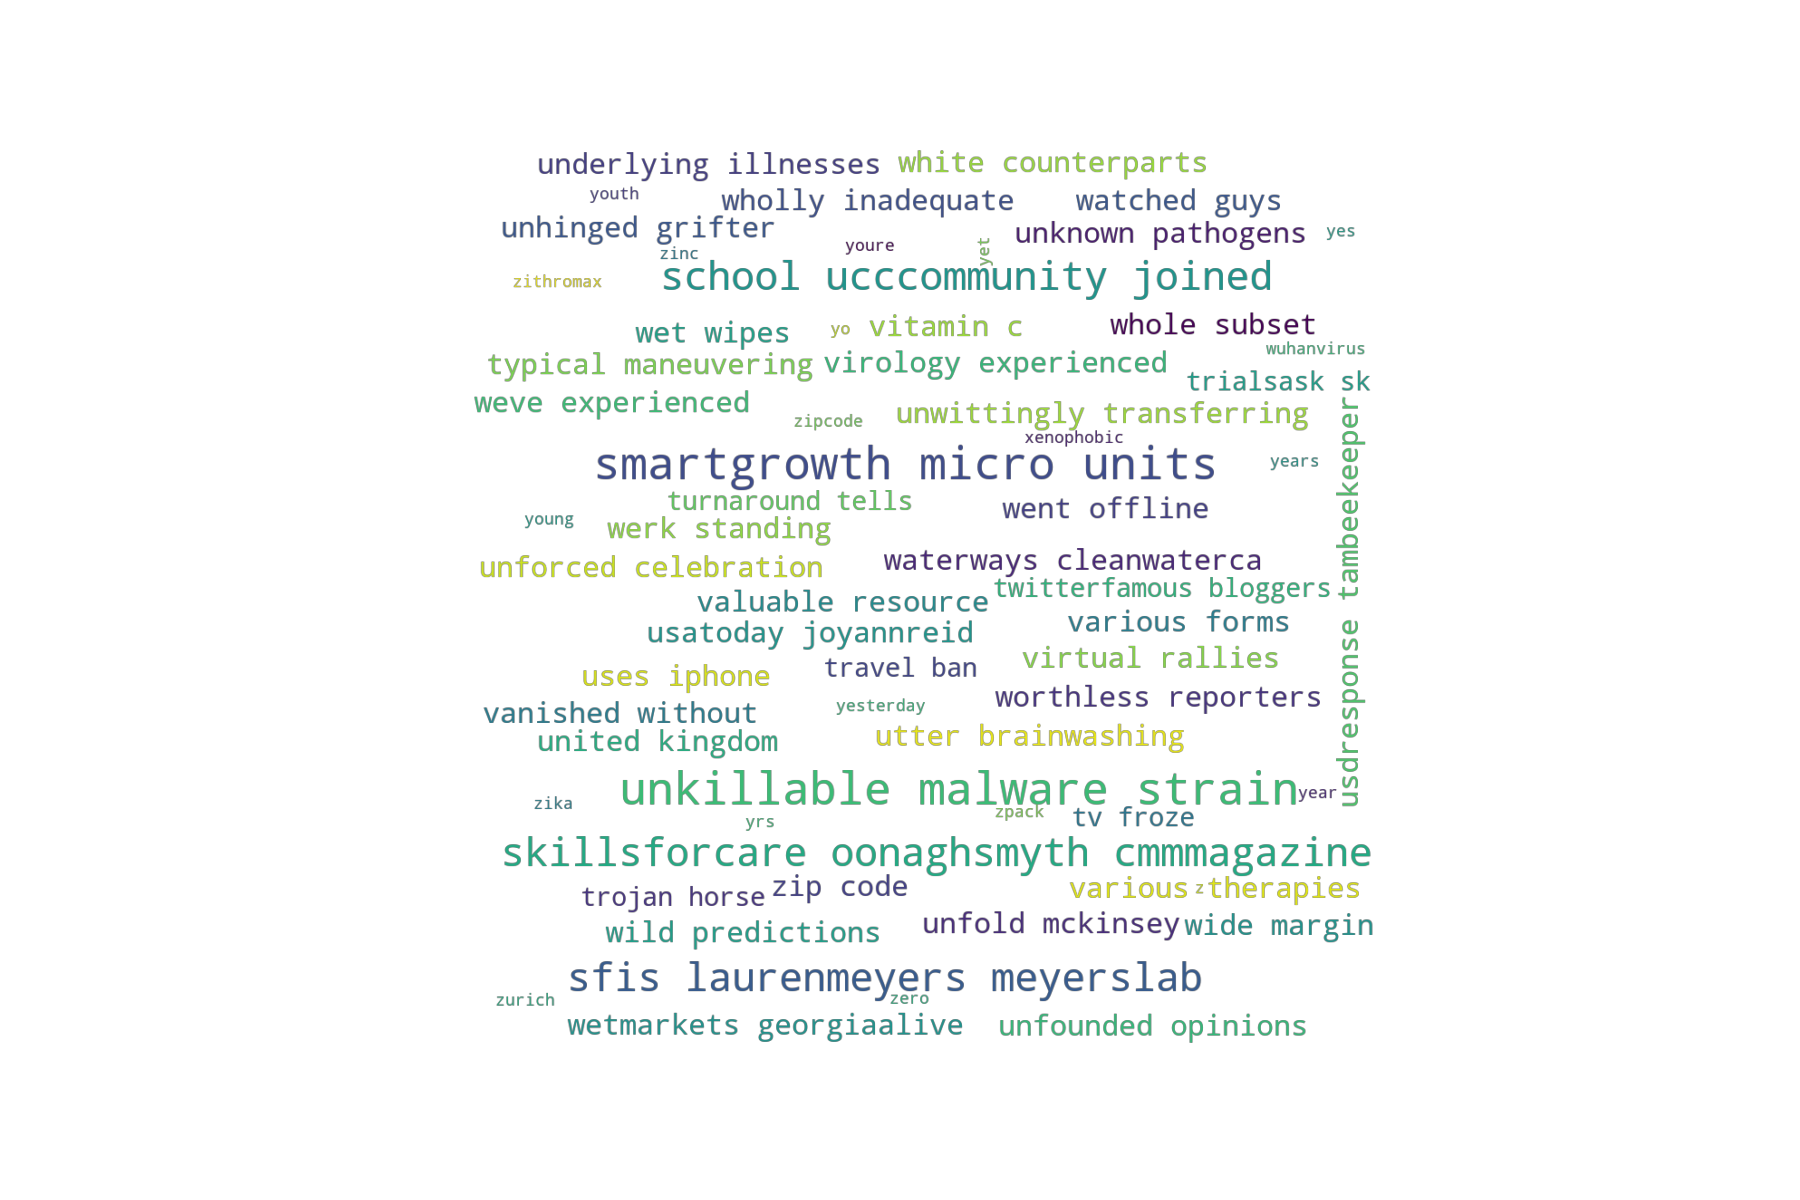 underlying illnesses
white counterparts
youth
wholly inadequate
watched guys
unhinged grifter
unknown pathogens
yes
youre
yet
zinc
school ucccommunity joined
zithromax
wet wipes
yo
vitamin c
whole subset
wuhanvirus
typical maneuvering
virology experienced
trialsask sk
weve experienced
zipcode
unwittingly transferring
usdresponse tambeekeeper
xenophobic
smartgrowth micro units
years
turnaround tells
went offline
young
werk standing
unforced celebration
waterways cleanwaterca
twitterfamous bloggers
valuable resource
various forms
usatoday joyannreid
virtual rallies
uses iphone
travel ban
worthless reporters
vanished without
yesterday
united kingdom
utter brainwashing
unkillable malware strain
year
zika
zpack
tv froze
yrs
skillsforcare oonaghsmyth cmmmagazine
trojan horse
zip code
various therapies
z
wild predictions
unfold mckinsey
wide margin
sfis laurenmeyers meyerslab
zurich
zero
wetmarkets georgiaalive
unfounded opinions